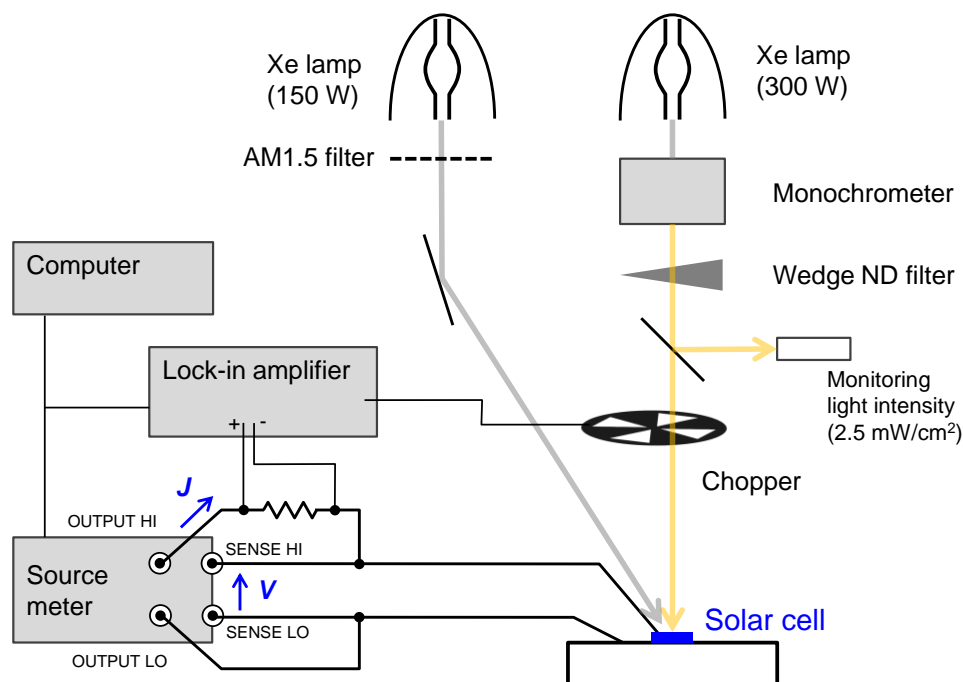 Xe lamp
(150 W)
Xe lamp
(300 W)
AM1.5 filter
Monochrometer
Computer
Wedge ND filter
Lock-in amplifier
+ -
Monitoring
light intensity
(2.5 mW/cm²)
Chopper
J
OUTPUT HI
SENSE HI
Source
meter
V
SENSE LO
OUTPUT LO
Solar cell